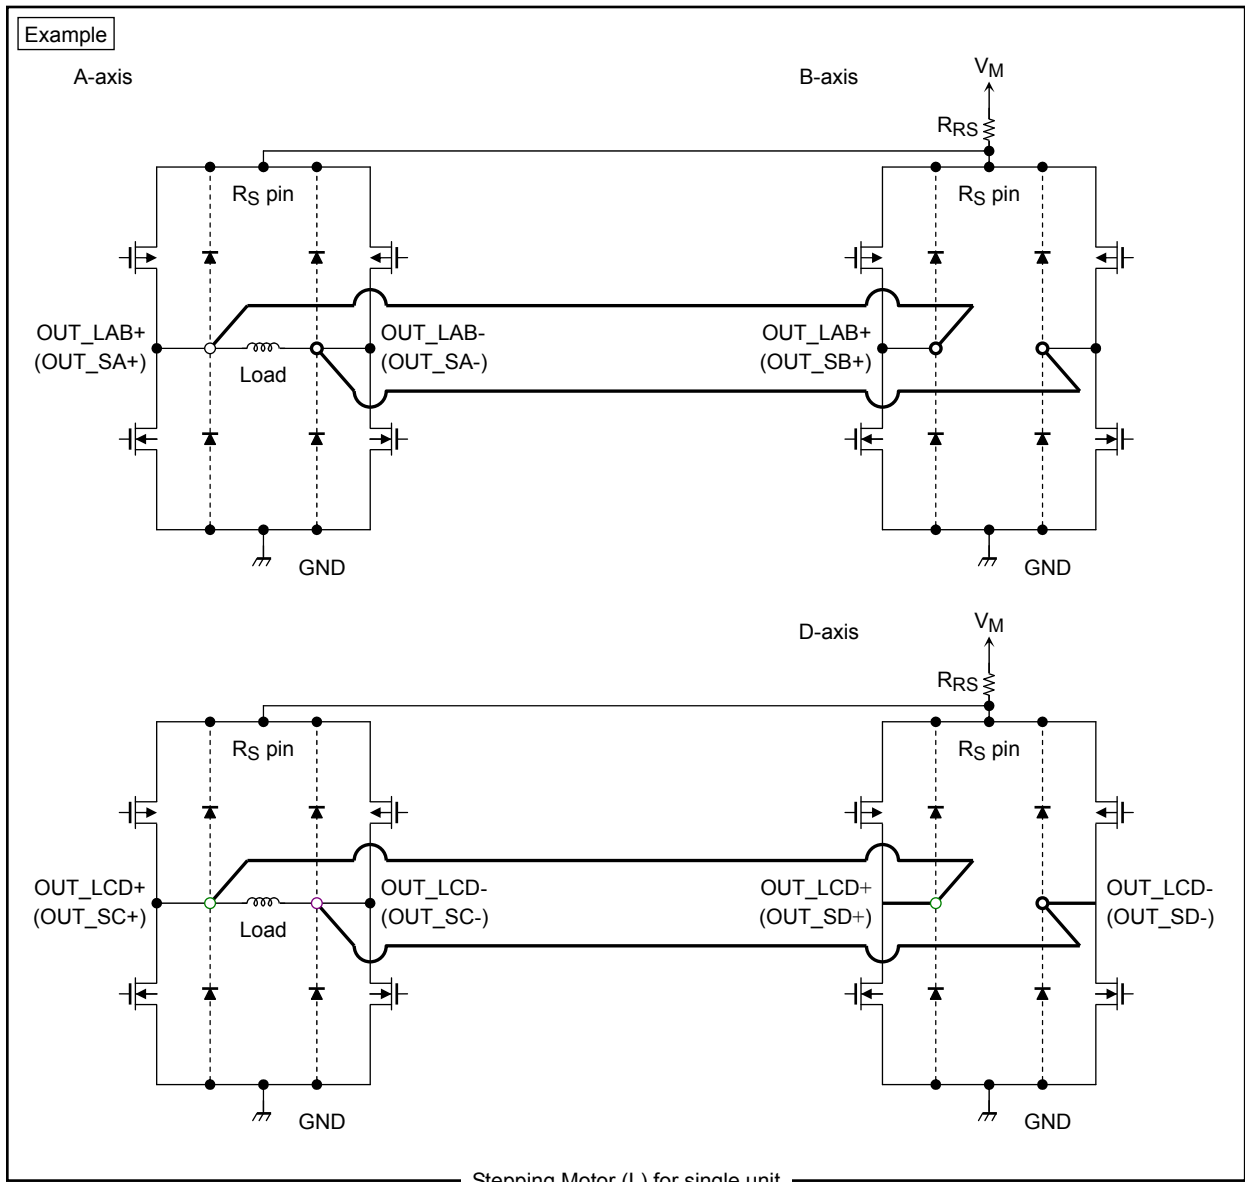 Example
A-axis
B-axis
VM
RRS
RS pin
RS pin
OUT_LAB+
(OUT_SA+)
Load
OUT_LAB-
(OUT_SA-)
OUT_LAB+
(OUT_SB+)
GND
GND
D-axis
VM
RRS
RS pin
RS pin
OUT_LCD+
(OUT_SC+)
Load
OUT_LCD-
(OUT_SC-)
OUT_LCD+
(OUT_SD+)
OUT_LCD-
(OUT_SD-)
GND
GND
Stepping Motor (L) for single unit